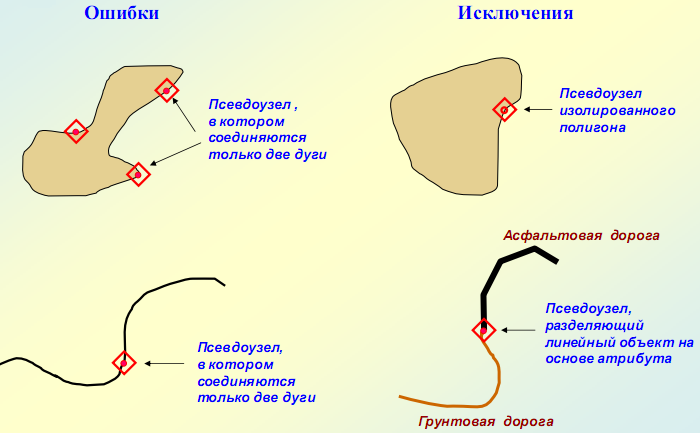 Ошибки
Исключения
Псевдоузел ,
в котором
соединяются
только две дуги
Псевдоузел
изолированного
полигона
Асфальтовая дорога
Псевдоузел,
разделяющий
линейный объект на
основе атрибута
Псевдоузел,
в котором
соединяются
только две дуги
Грунтовая дорога